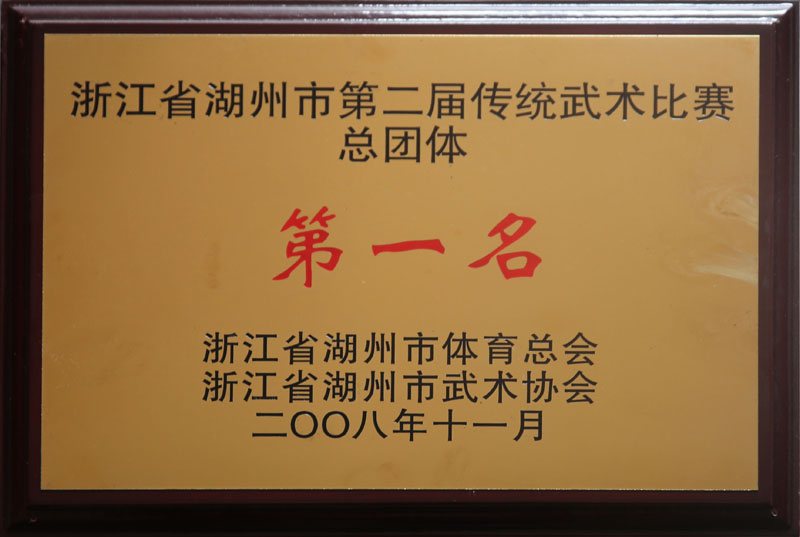 浙江省湖州市第二届传统武术比赛
总团体
第一名
浙江省湖州市体育总会
浙江省湖州市武术协会
二〇〇八年十一月